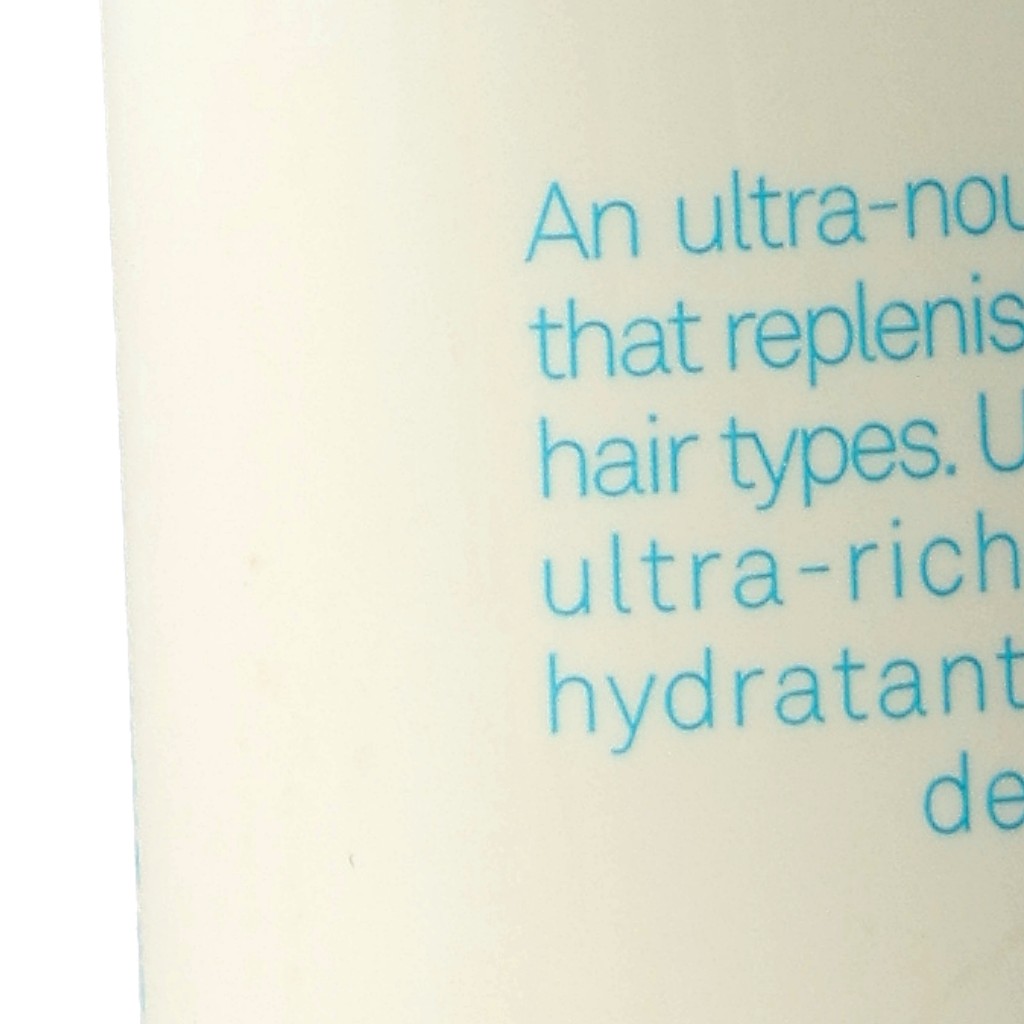 An ultra-nou
that replenis
hair types. U
ultra-rich
hydratant
de